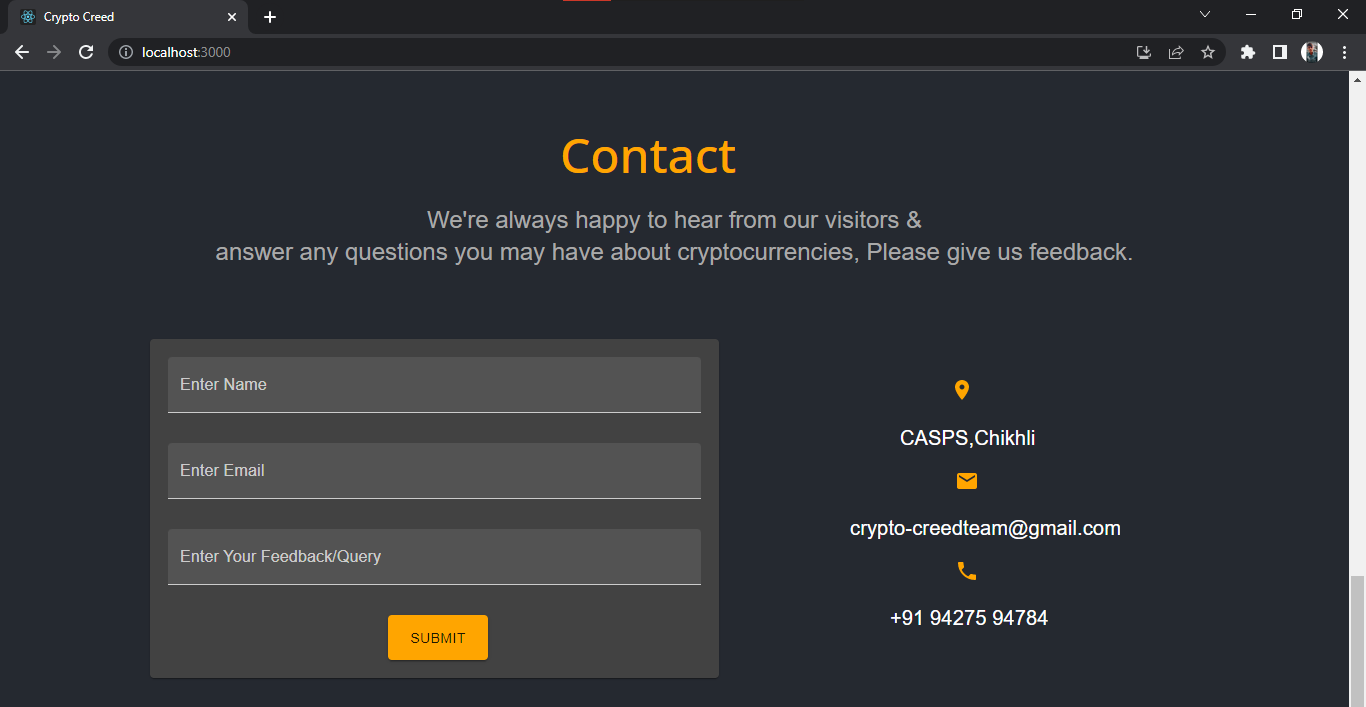 Crypto Creed
localhost:3000
Contact
We're always happy to hear from our visitors &
answer any questions you may have about cryptocurrencies, Please give us feedback.
Enter Name
Enter Email
Enter Your Feedback/Query
SUBMIT
CASPS,Chikhli
crypto-creedteam@gmail.com
+91 94275 94784